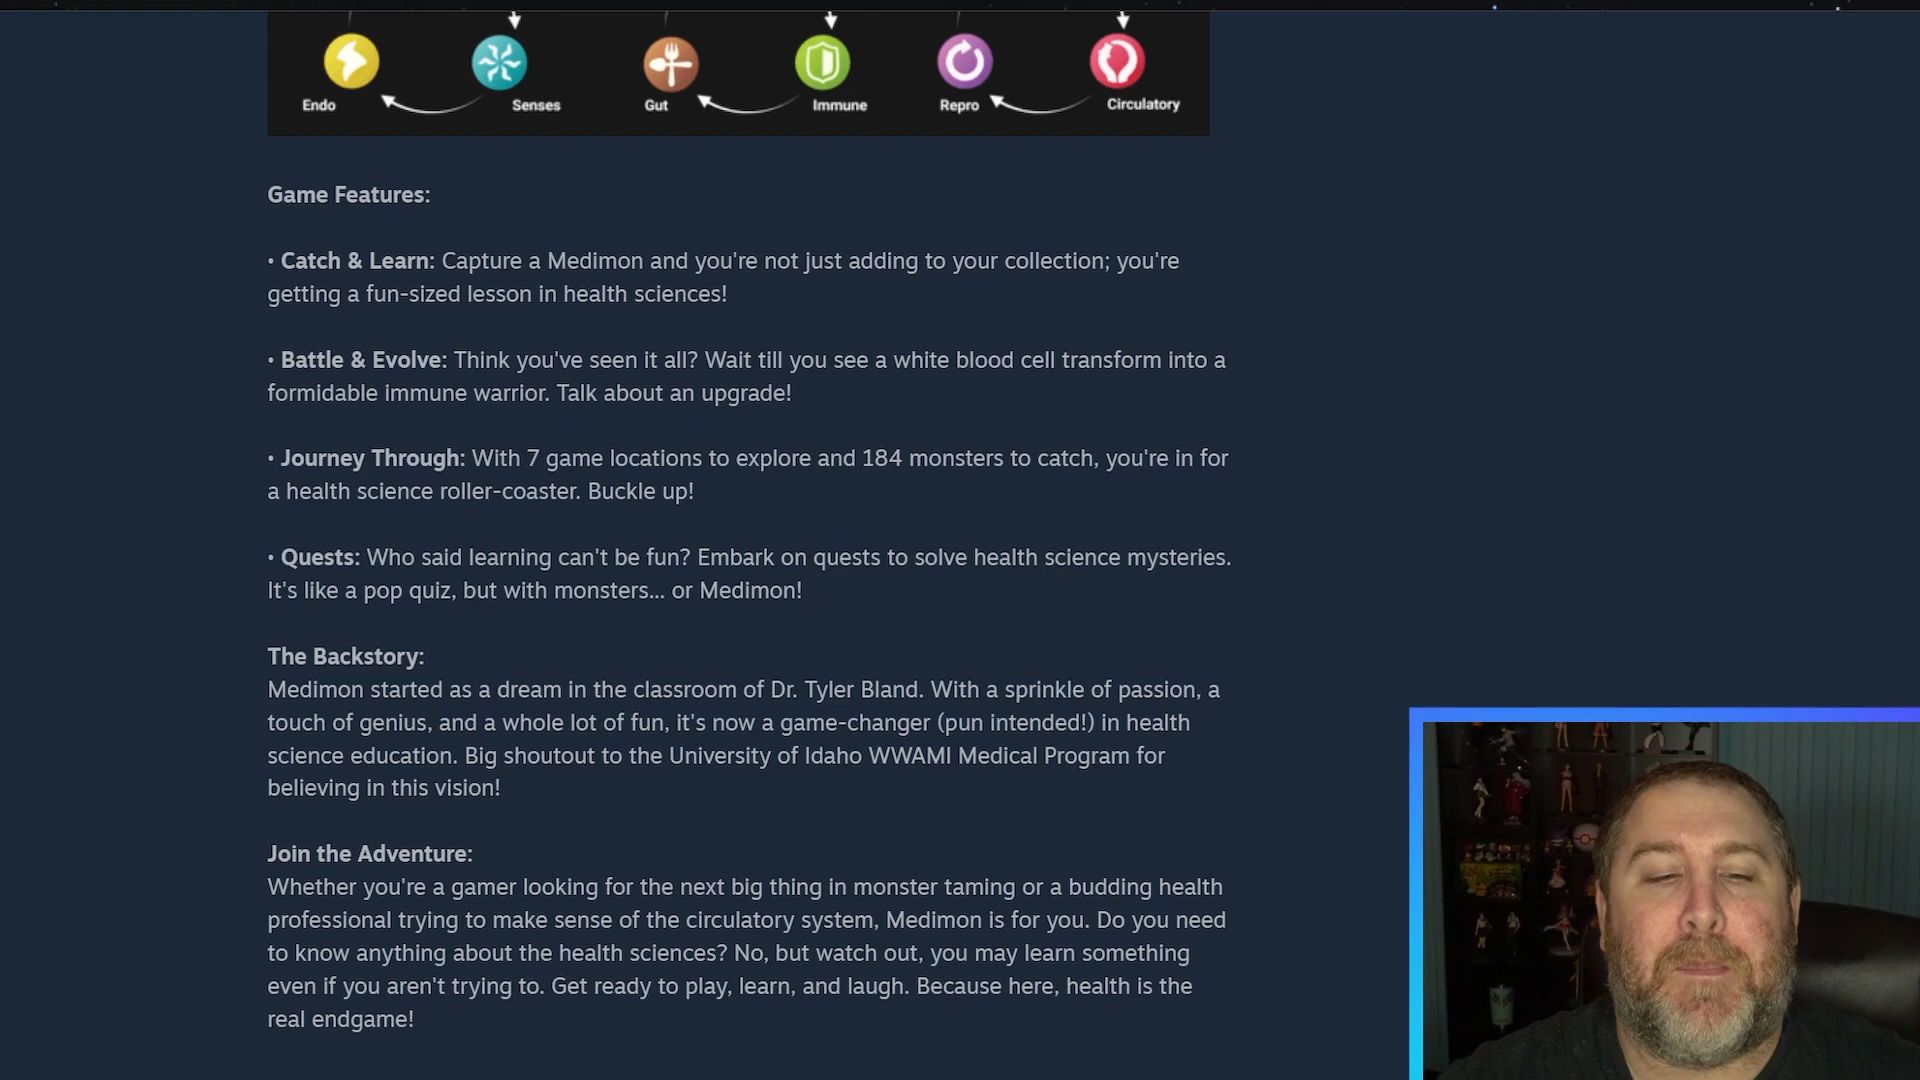 Endo Senses Gut Immune Repro Circulatory
Game Features:
• Catch & Learn: Capture a Medimon and you're not just adding to your collection; you're
getting a fun-sized lesson in health sciences!
• Battle & Evolve: Think you've seen it all? Wait till you see a white blood cell transform into a
formidable immune warrior. Talk about an upgrade!
• Journey Through: With 7 game locations to explore and 184 monsters to catch, you're in for
a health science roller-coaster. Buckle up!
• Quests: Who said learning can't be fun? Embark on quests to solve health science mysteries.
It's like a pop quiz, but with monsters... or Medimon!
The Backstory:
Medimon started as a dream in the classroom of Dr. Tyler Bland. With a sprinkle of passion, a
touch of genius, and a whole lot of fun, it's now a game-changer (pun intended!) in health
science education. Big shoutout to the University of Idaho WWAMI Medical Program for
believing in this vision!
Join the Adventure:
Whether you're a gamer looking for the next big thing in monster taming or a budding health
professional trying to make sense of the circulatory system, Medimon is for you. Do you need
to know anything about the health sciences? No, but watch out, you may learn something
even if you aren't trying to. Get ready to play, learn, and laugh. Because here, health is the
real endgame!